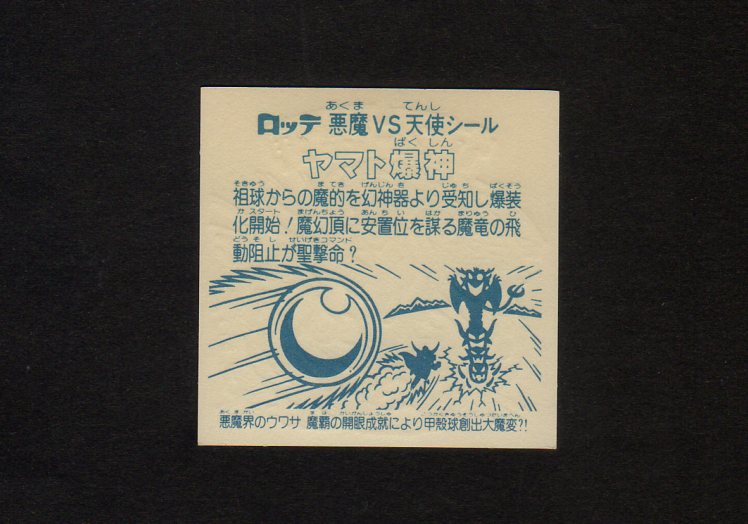 ロッテ 悪魔VS天使シール
ヤマト爆神
祖球からの魔的を幻神器より受知し爆装
化開始!魔幻頂に安置位を謀る魔竜の飛
動阻止が聖撃命?
悪魔界のウワサ 魔覇の開眼成就により甲殻球創出大魔変?!